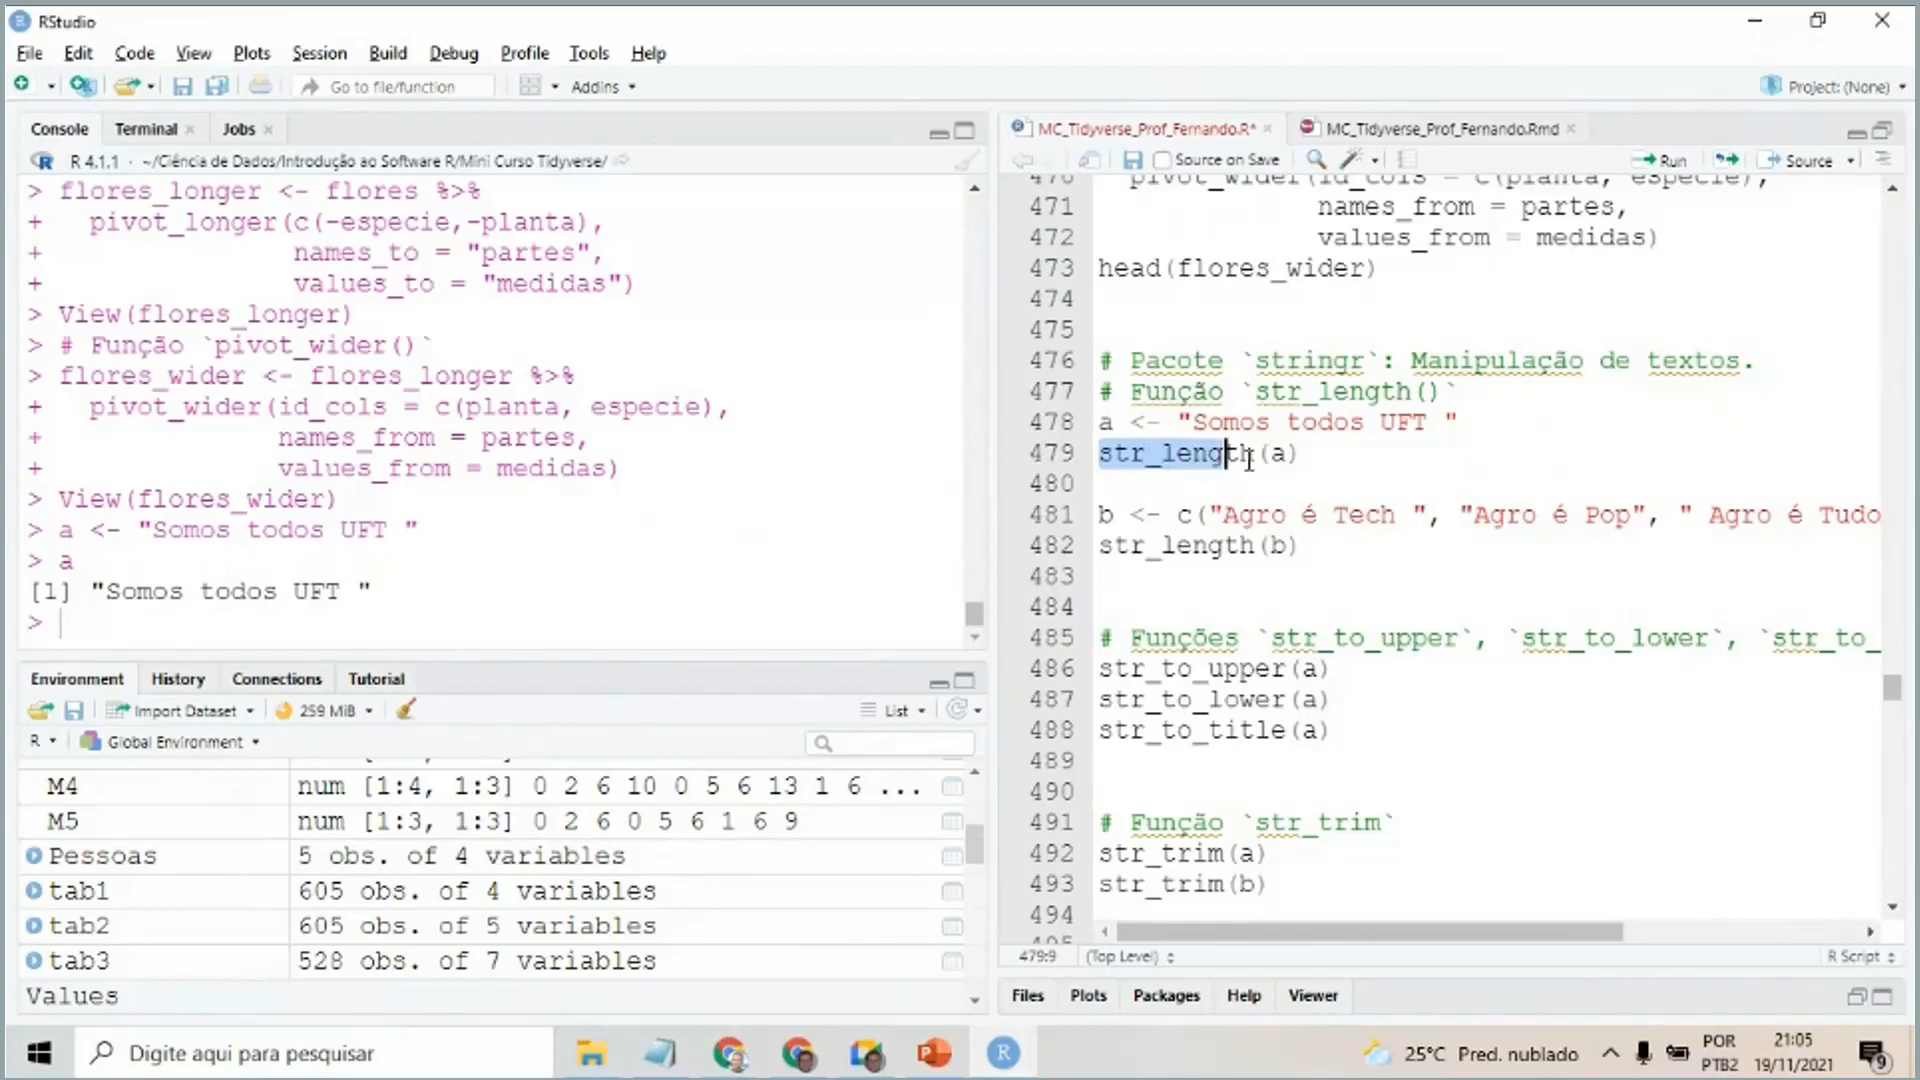 RStudio
File Edit Code View Plots Session Build Debug Profile Tools Help
Go to file/function Addins Project: (None)
Console Terminal Jobs
R 4.1.1 · ~/Ciência de Dados/Introdução ao Software R/Mini Curso Tidyverse/
> flores_longer <- flores %>%
+ pivot_longer(c(-especie,-planta),
+ names_to = "partes",
+ values_to = "medidas")
> View(flores_longer)
> # Função `pivot_wider()`
> flores_wider <- flores_longer %>%
+ pivot_wider(id_cols = c(planta, especie),
+ names_from = partes,
+ values_from = medidas)
> View(flores_wider)
> a <- "Somos todos UFT "
> a
[1] "Somos todos UFT "
>
Environment History Connections Tutorial
Import Dataset 259 MiB List
R Global Environment
M4 num [1:4, 1:3] 0 2 6 10 0 5 6 13 1 6 ...
M5 num [1:3, 1:3] 0 2 6 0 5 6 1 6 9
Pessoas 5 obs. of 4 variables
tab1 605 obs. of 4 variables
tab2 605 obs. of 5 variables
tab3 528 obs. of 7 variables
Values
MC_Tidyverse_Prof_Fernando.R* MC_Tidyverse_Prof_Fernando.Rmd
Source on Save Run Source
470 pivot_wider(id_cols = c(planta, especie),
471 names_from = partes,
472 values_from = medidas)
473 head(flores_wider)
474
475
476 # Pacote `stringr`: Manipulação de textos.
477 # Função `str_length()`
478 a <- "Somos todos UFT "
479 str_length(a)
480
481 b <- c("Agro é Tech ", "Agro é Pop", " Agro é Tudo
482 str_length(b)
483
484
485 # Funções `str_to_upper`, `str_to_lower`, `str_to_
486 str_to_upper(a)
487 str_to_lower(a)
488 str_to_title(a)
489
490
491 # Função `str_trim`
492 str_trim(a)
493 str_trim(b)
494
495
479:9 (Top Level) R Script
Files Plots Packages Help Viewer
Digite aqui para pesquisar
25°C Pred. nublado
POR
PTB2
21:05
19/11/2021
9